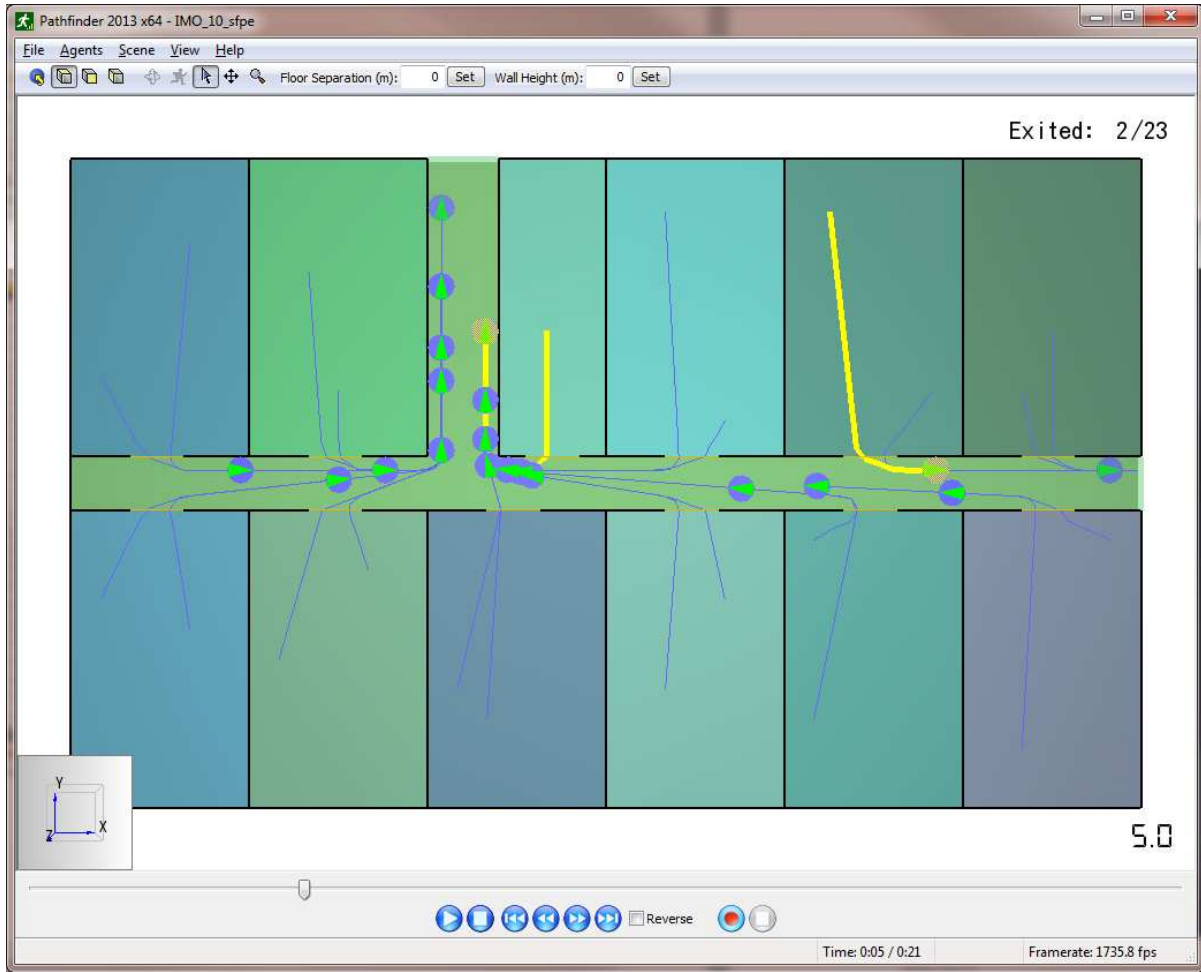 Pathfinder 2013 x64 - IMO_10_sfpe
File Agents Scene View Help
Floor Separation (m): 0 Set Wall Height (m): 0 Set
Exited: 2/23
Y
Z X
5.0
Reverse
Time: 0:05 / 0:21 Framerate: 1735.8 fps